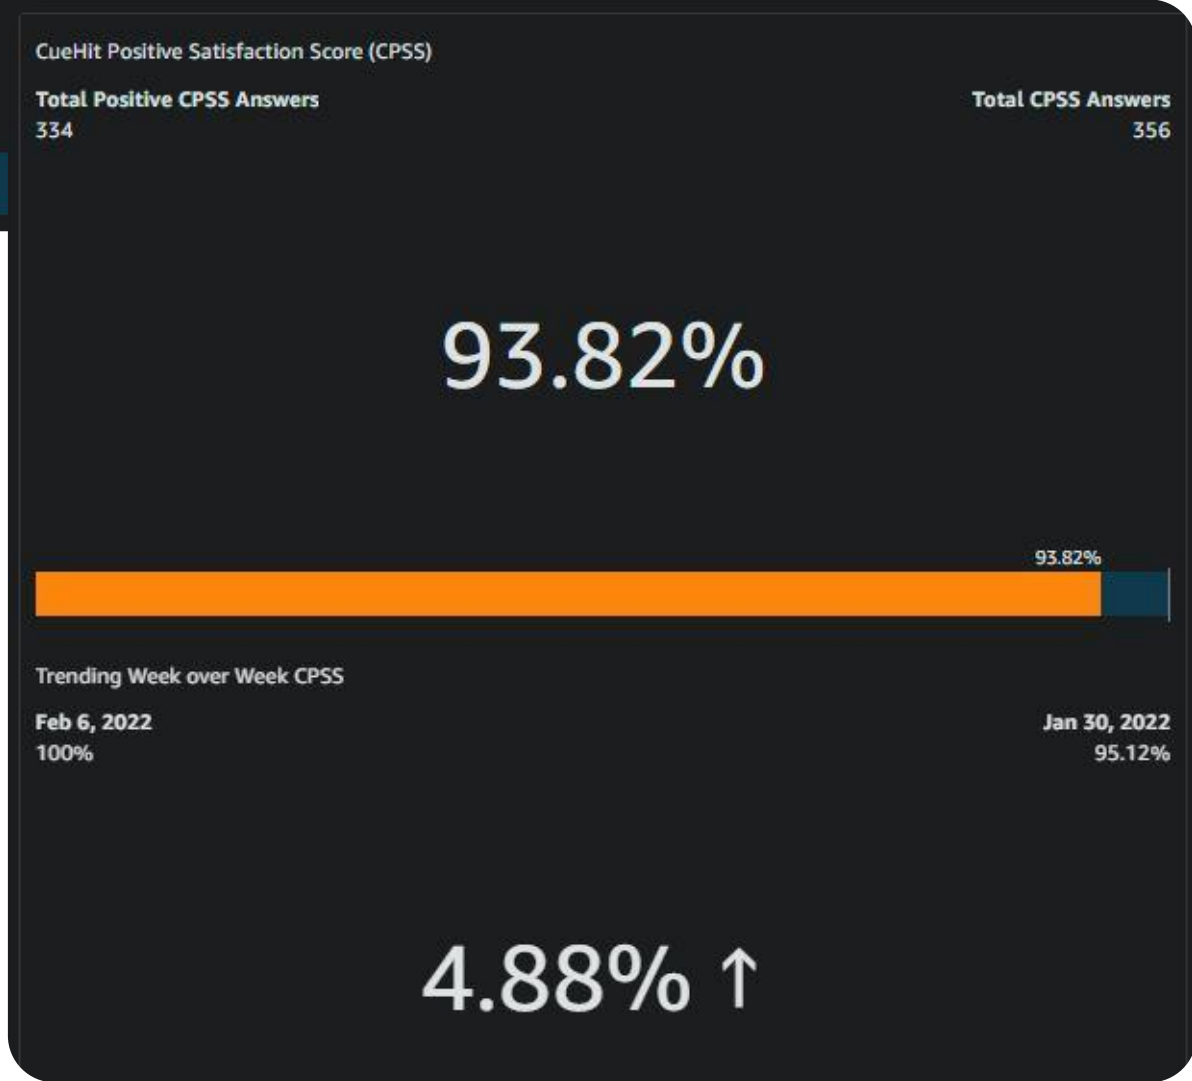 CueHit Positive Satisfaction Score (CPSS)
Total Positive CPSS Answers
Total CPSS Answers
334
356
93.82%
93.82%
Trending Week over Week CPSS
Feb 6, 2022
Jan 30, 2022
100%
95.12%
4.88% ↑